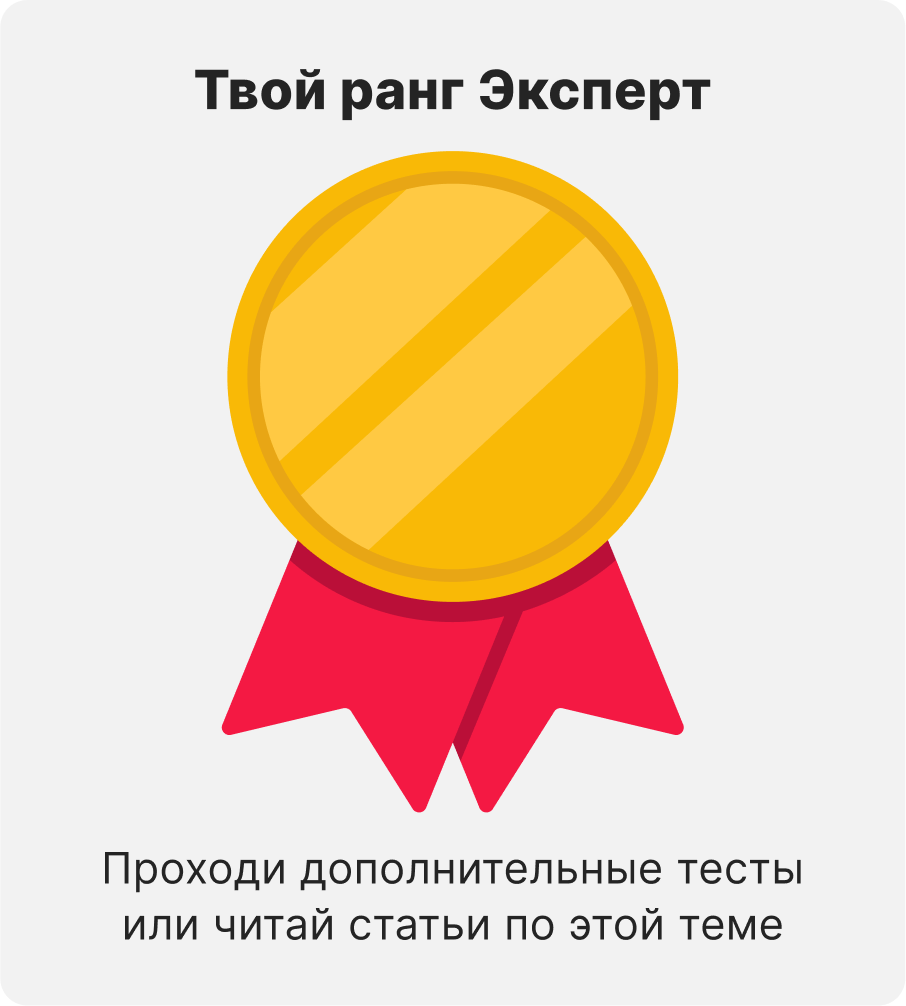 Твой ранг Эксперт
Проходи дополнительные тесты
или читай статьи по этой теме